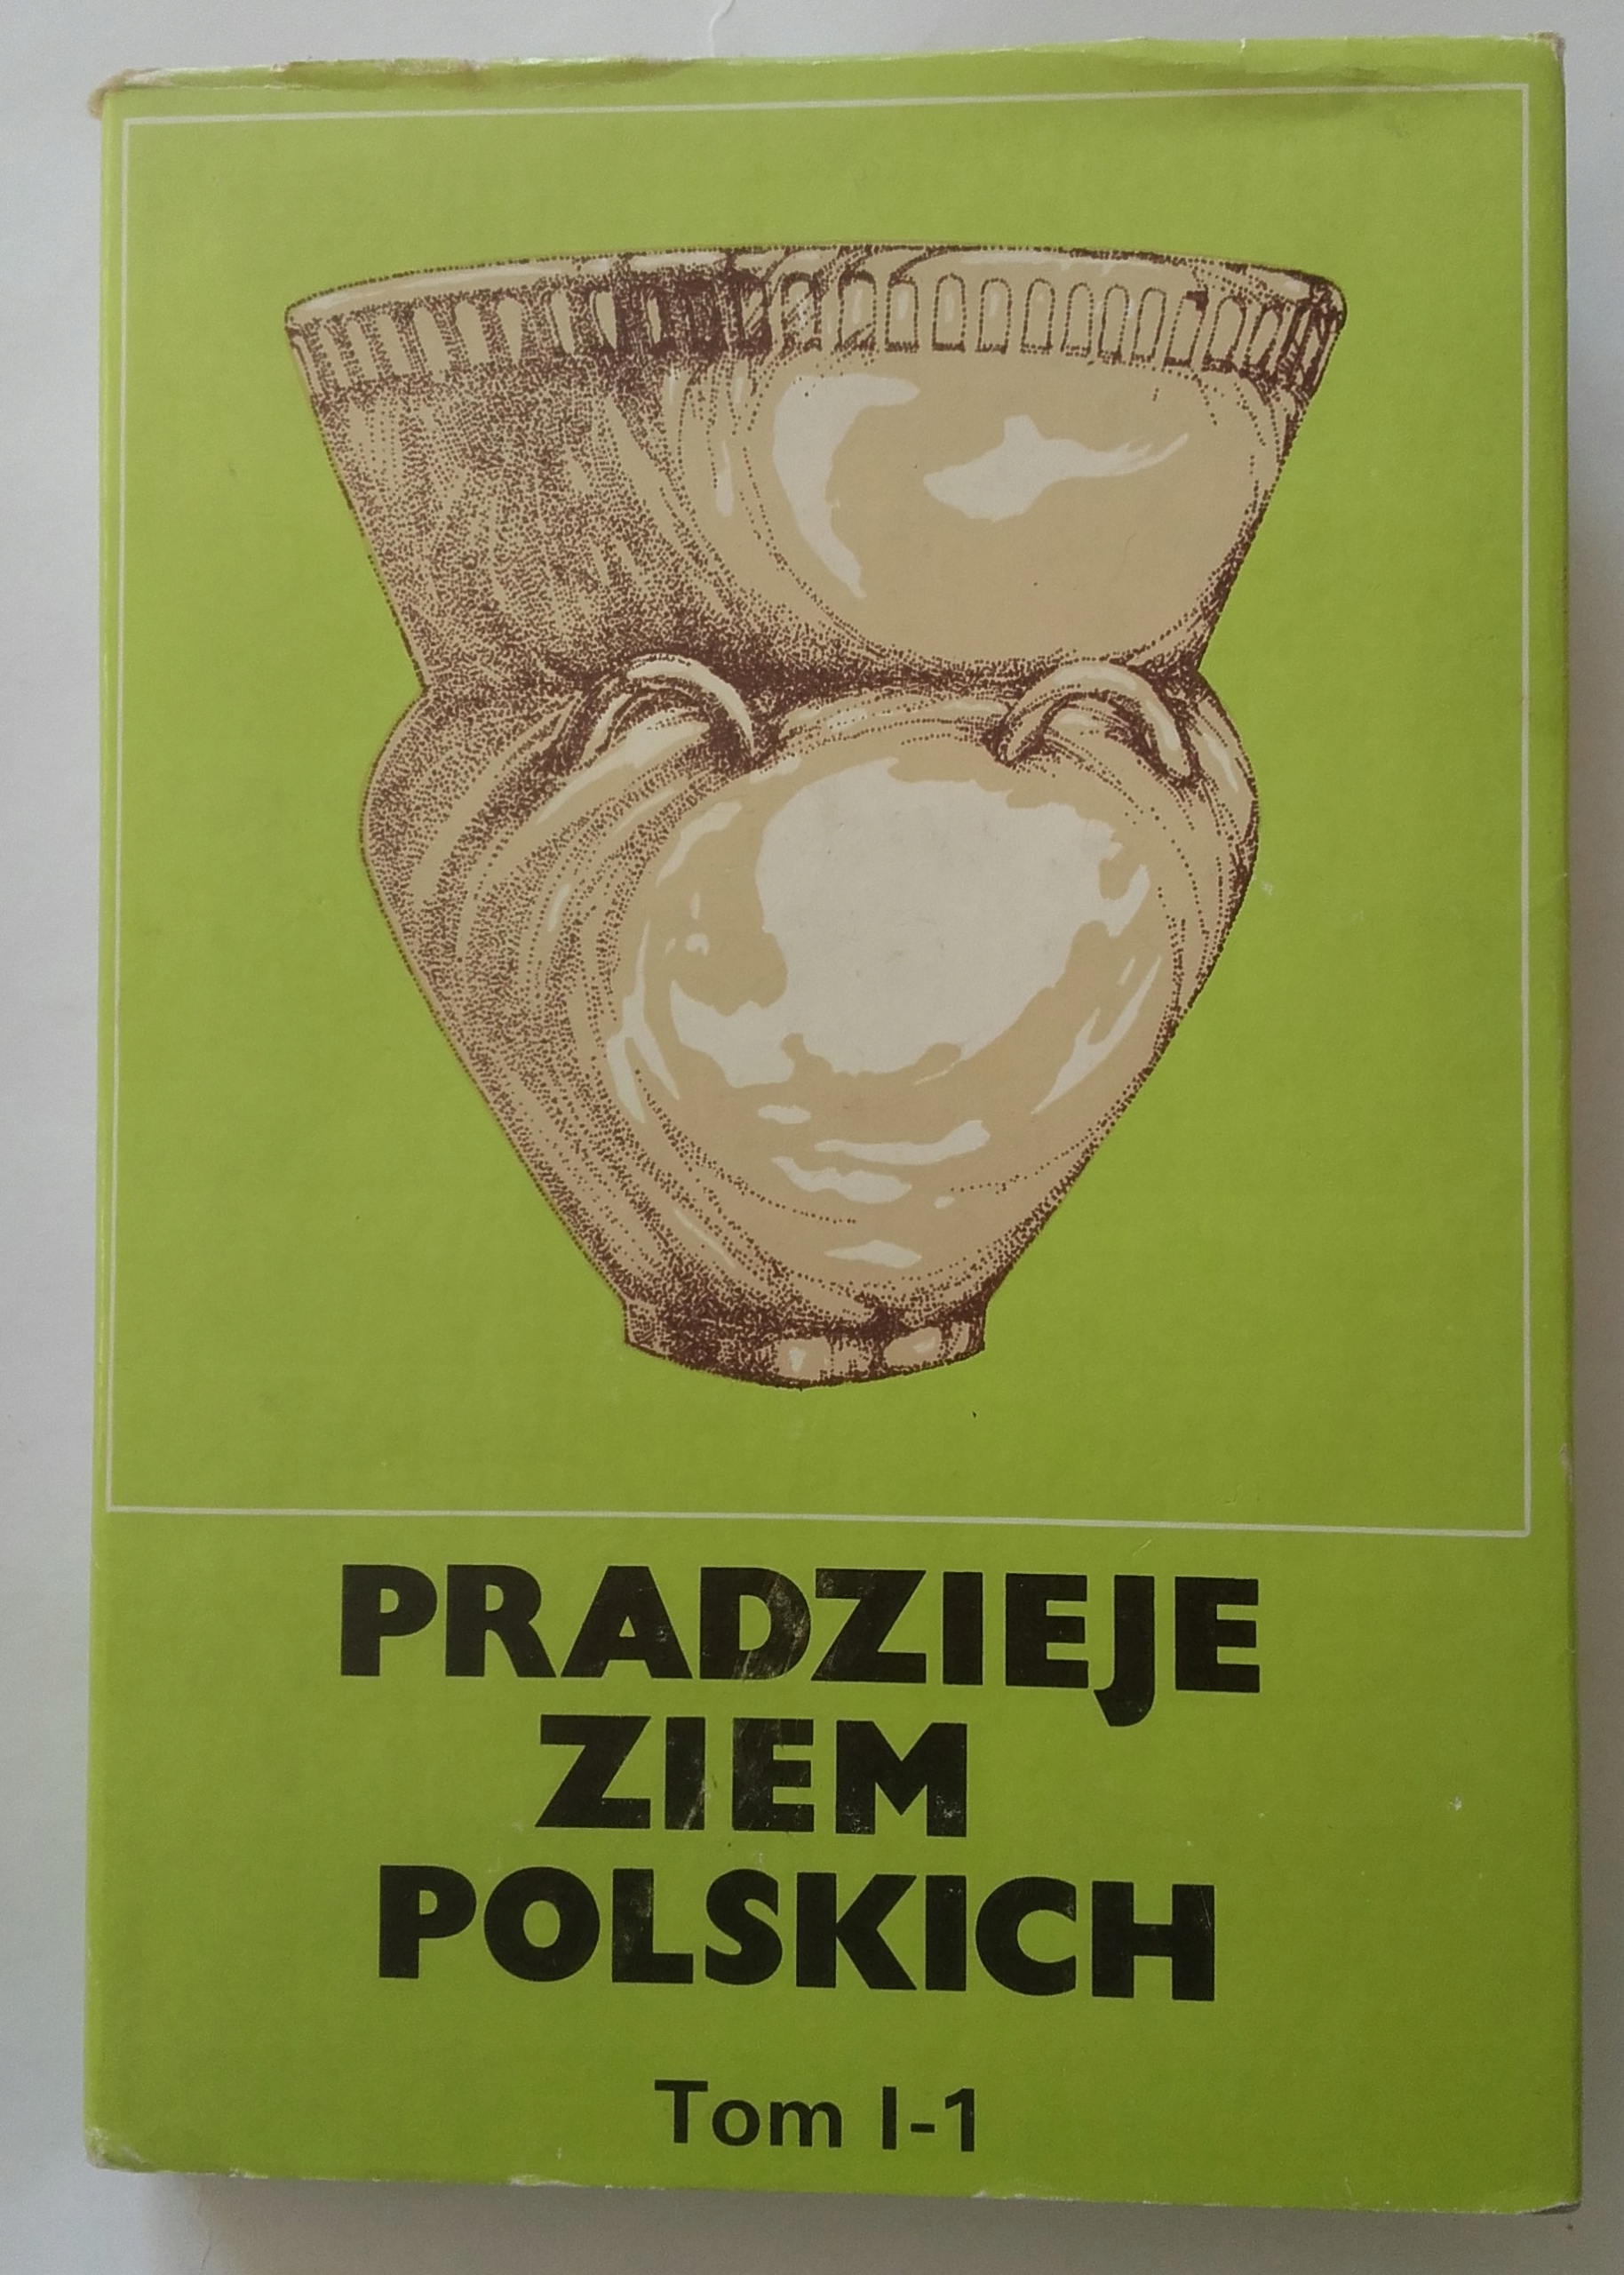 PRADZIEJE
ZIEM
POLSKICH
Tom I-1